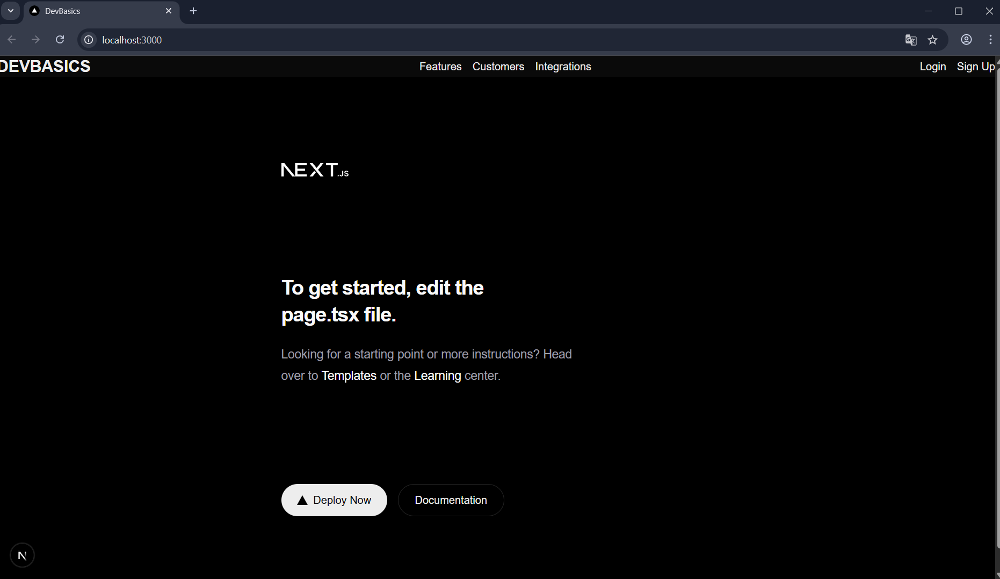 DevBasics
localhost:3000
DEVBASICS
Features Customers Integrations
Login Sign Up
NEXT.JS
To get started, edit the
page.tsx file.
Looking for a starting point or more instructions? Head
over to Templates or the Learning center.
Deploy Now
Documentation
N